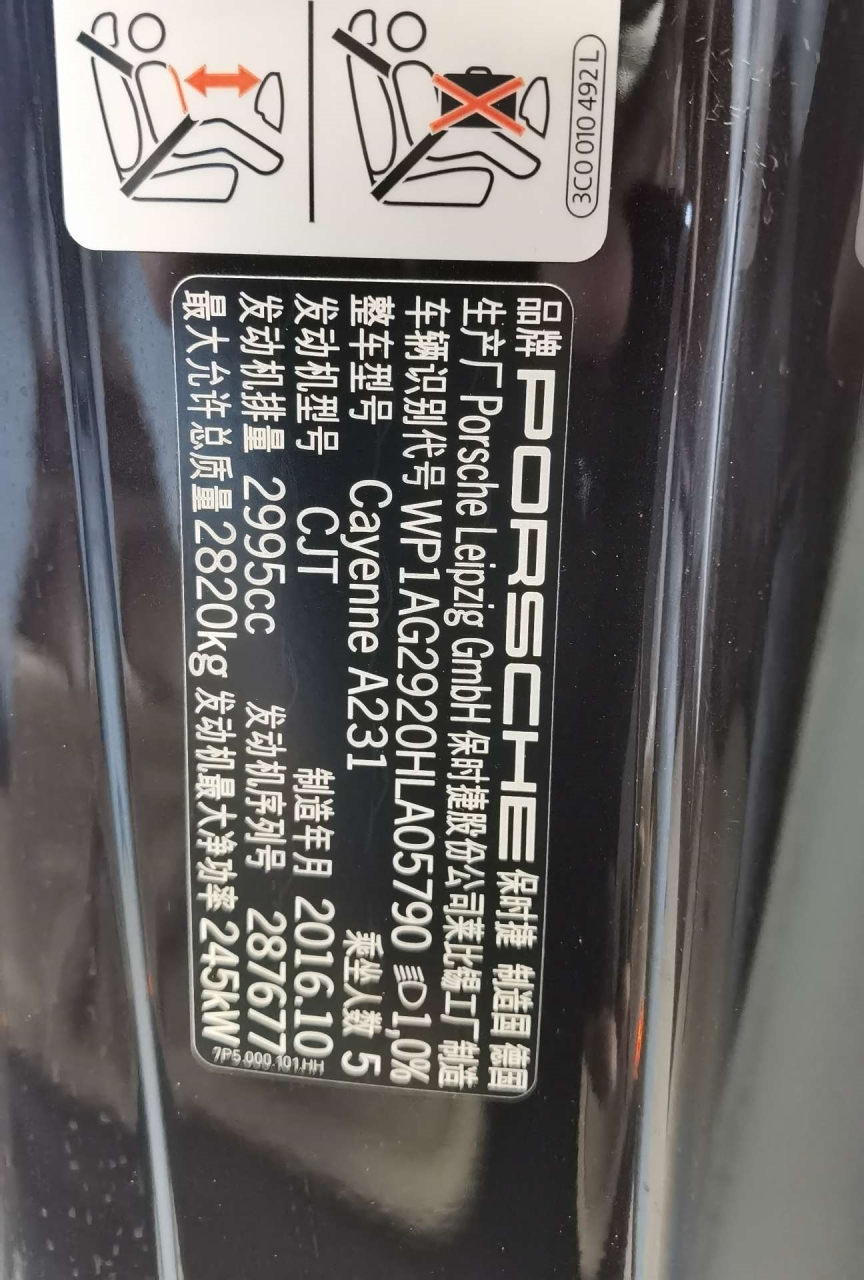 3C0 010 492 L
品牌 PORSCHE 保时捷 制造国 德国
生产厂 Porsche Leipzig GmbH 保时捷股份公司莱比锡工厂 制造
车辆识别代号 WP1AG2920HLA05790 1,0%
整车型号 Cayenne A231 乘坐人数 5
发动机型号 CJT 制造年月 2016.10
发动机排量 2995cc 发动机序列号 287677
最大允许总质量 2820kg 发动机最大净功率 245kW
7P5.000.101.HH